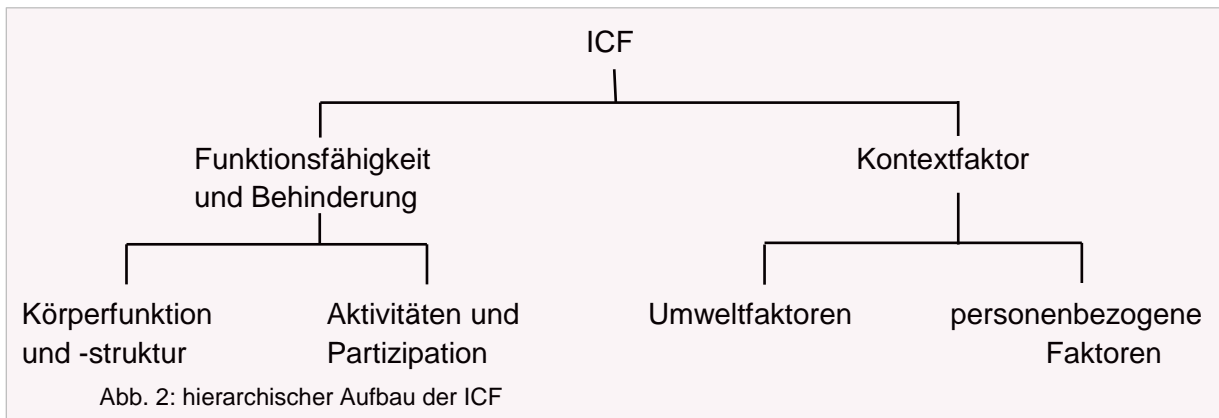 ICF
Funktionsfähigkeit
und Behinderung
Kontextfaktor
Körperfunktion
und -struktur
Aktivitäten und
Partizipation
Umweltfaktoren
personenbezogene
Faktoren
Abb. 2: hierarchischer Aufbau der ICF